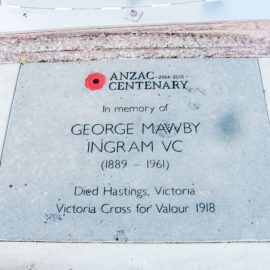 ANZAC
·2014-2018·
CENTENARY
In memory of
GEORGE MAWBY
INGRAM VC
(1889 – 1961)
Died Hastings, Victoria
Victoria Cross for Valour 1918